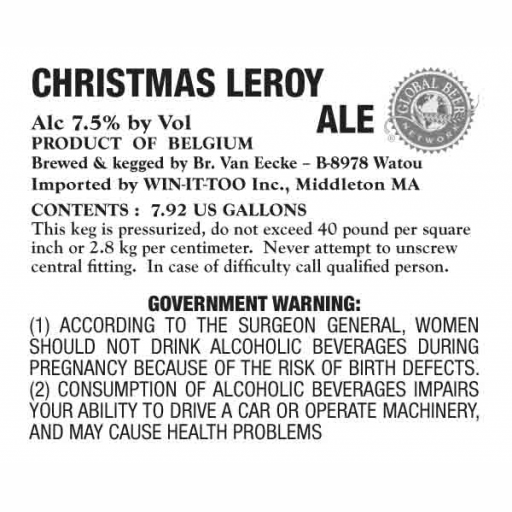 CHRISTMAS LEROY
ALE
GLOBAL BEER
NETWORK
®
Alc 7.5% by Vol
PRODUCT OF BELGIUM
Brewed & kegged by Br. Van Eecke – B-8978 Watou
Imported by WIN-IT-TOO Inc., Middleton MA
CONTENTS : 7.92 US GALLONS
This keg is pressurized, do not exceed 40 pound per square
inch or 2.8 kg per centimeter. Never attempt to unscrew
central fitting. In case of difficulty call qualified person.
GOVERNMENT WARNING:
(1) ACCORDING TO THE SURGEON GENERAL, WOMEN
SHOULD NOT DRINK ALCOHOLIC BEVERAGES DURING
PREGNANCY BECAUSE OF THE RISK OF BIRTH DEFECTS.
(2) CONSUMPTION OF ALCOHOLIC BEVERAGES IMPAIRS
YOUR ABILITY TO DRIVE A CAR OR OPERATE MACHINERY,
AND MAY CAUSE HEALTH PROBLEMS